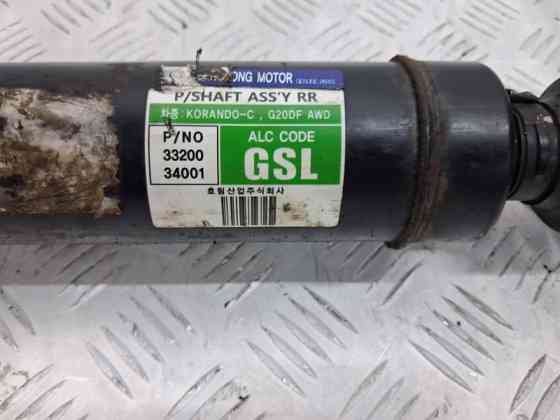 ONG MOTOR
P/SHAFT ASS'Y RR
차종: KORANDO-C , G20DF AWD
P/NO
33200
34001
ALC CODE
GSL
호림산업주식회사